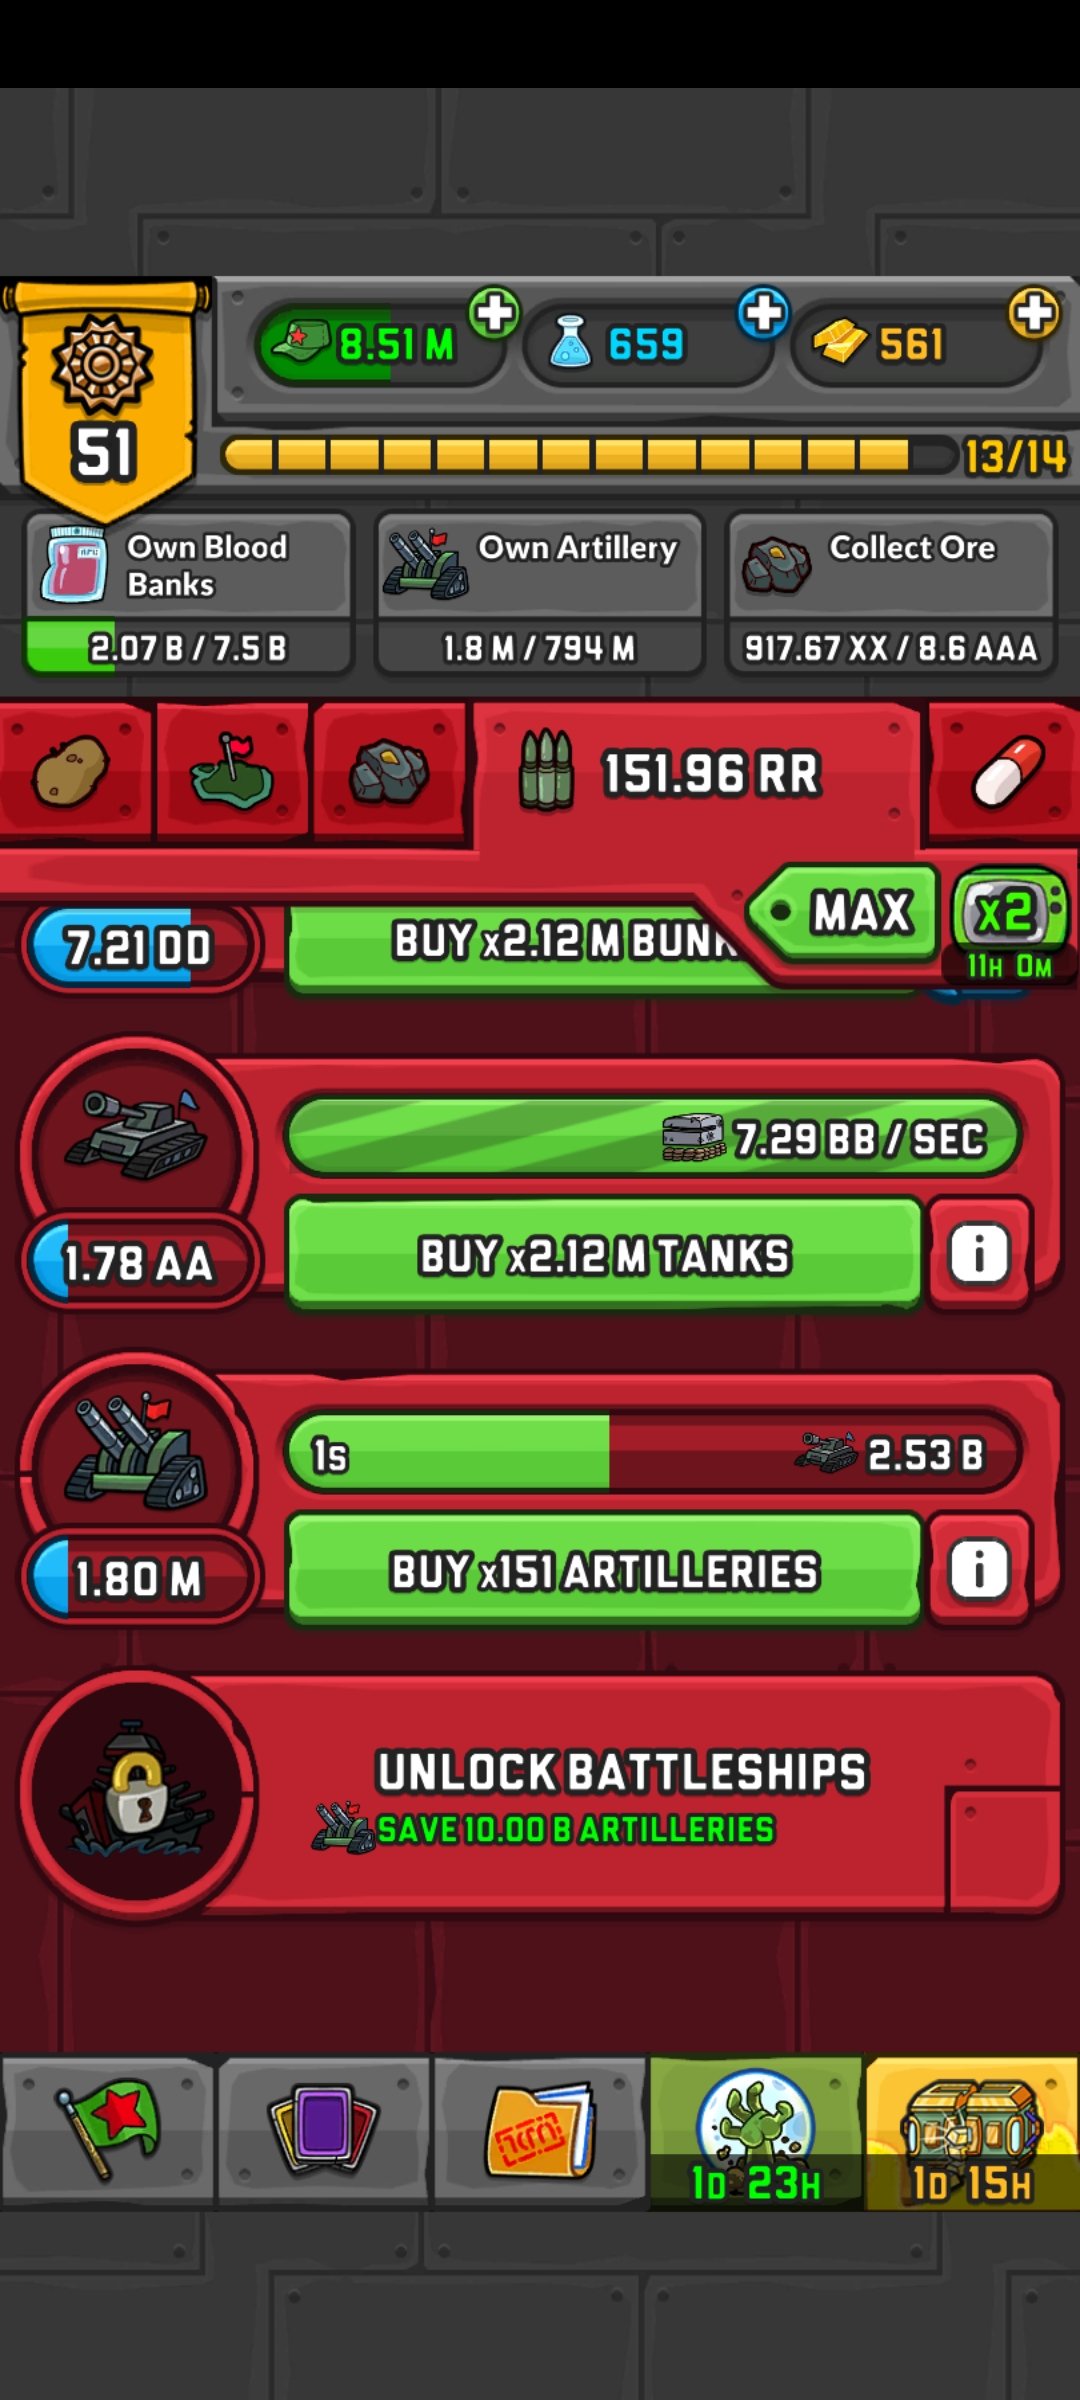 8.51 M
659
561
51
13/14
Own Blood
Banks
2.07 B / 7.5 B
Own Artillery
1.8 M / 794 M
Collect Ore
917.67 XX / 8.6 AAA
151.96 RR
MAX
x2
11H 0M
7.21 DD
BUY x2.12 M
7.29 BB / SEC
1.78 AA
BUY x2.12 M TANKS
i
1s
2.53 B
1.80 M
BUY x151 ARTILLERIES
i
UNLOCK BATTLESHIPS
SAVE 10.00 B ARTILLERIES
1D 23H
1D 15H